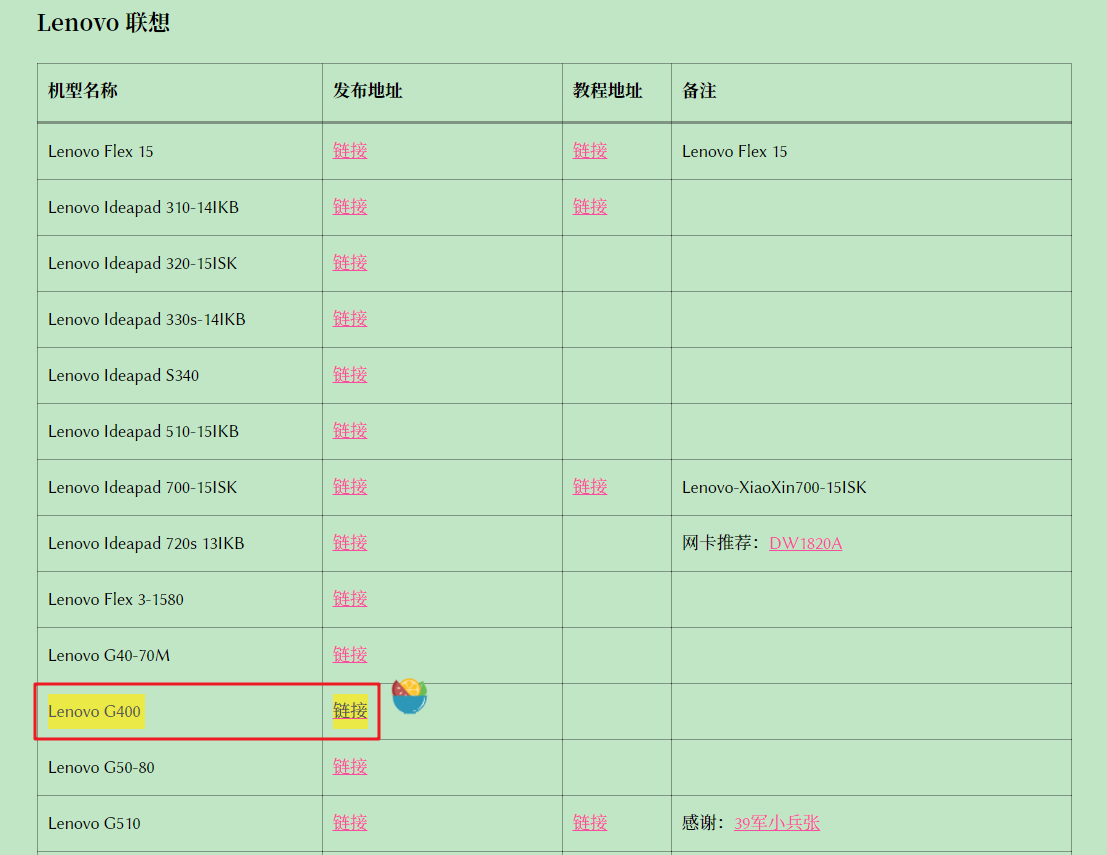 Lenovo 联想
机型名称 发布地址 教程地址 备注
Lenovo Flex 15 链接 链接 Lenovo Flex 15
Lenovo Ideapad 310-14IKB 链接 链接
Lenovo Ideapad 320-15ISK 链接
Lenovo Ideapad 330s-14IKB 链接
Lenovo Ideapad S340 链接
Lenovo Ideapad 510-15IKB 链接
Lenovo Ideapad 700-15ISK 链接 链接 Lenovo-XiaoXin700-15ISK
Lenovo Ideapad 720s 13IKB 链接 网卡推荐：DW1820A
Lenovo Flex 3-1580 链接
Lenovo G40-70M 链接
Lenovo G400 链接
Lenovo G50-80 链接
Lenovo G510 链接 链接 感谢：39军小兵张